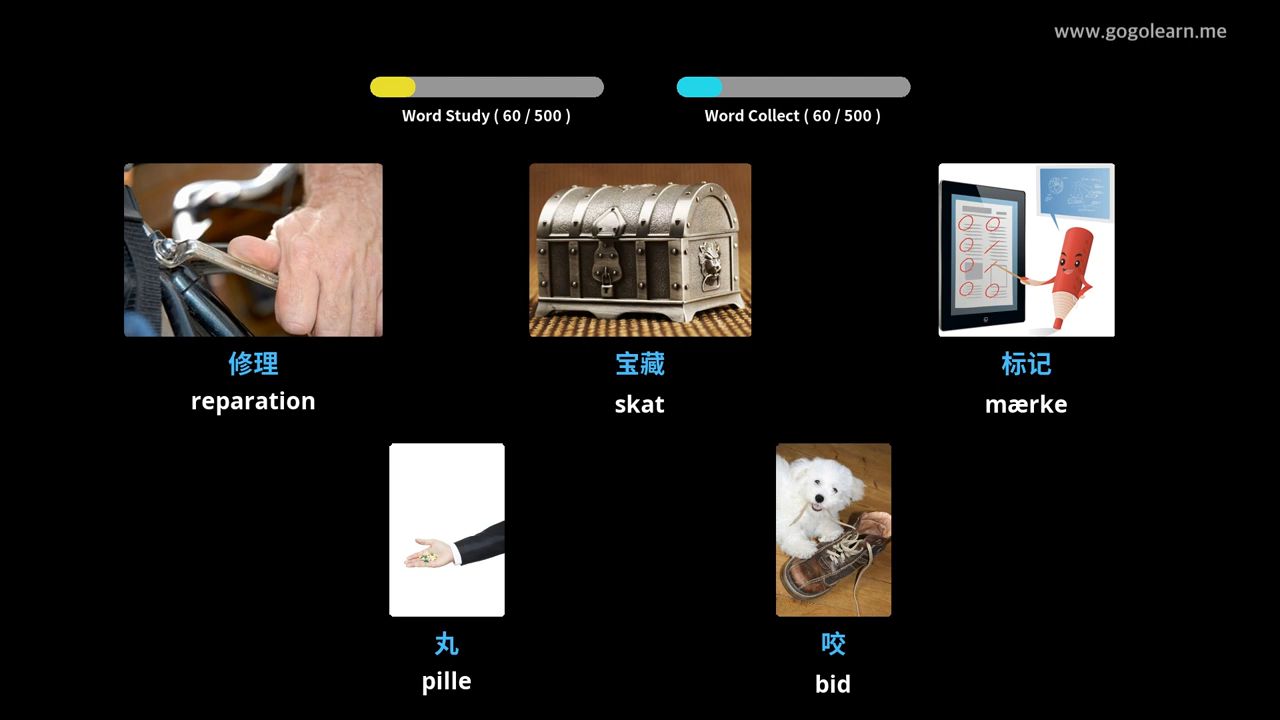 www.gogolearn.me
Word Study ( 60 / 500 )
Word Collect ( 60 / 500 )
修理
宝藏
标记
reparation
skat
mærke
丸
咬
pille
bid